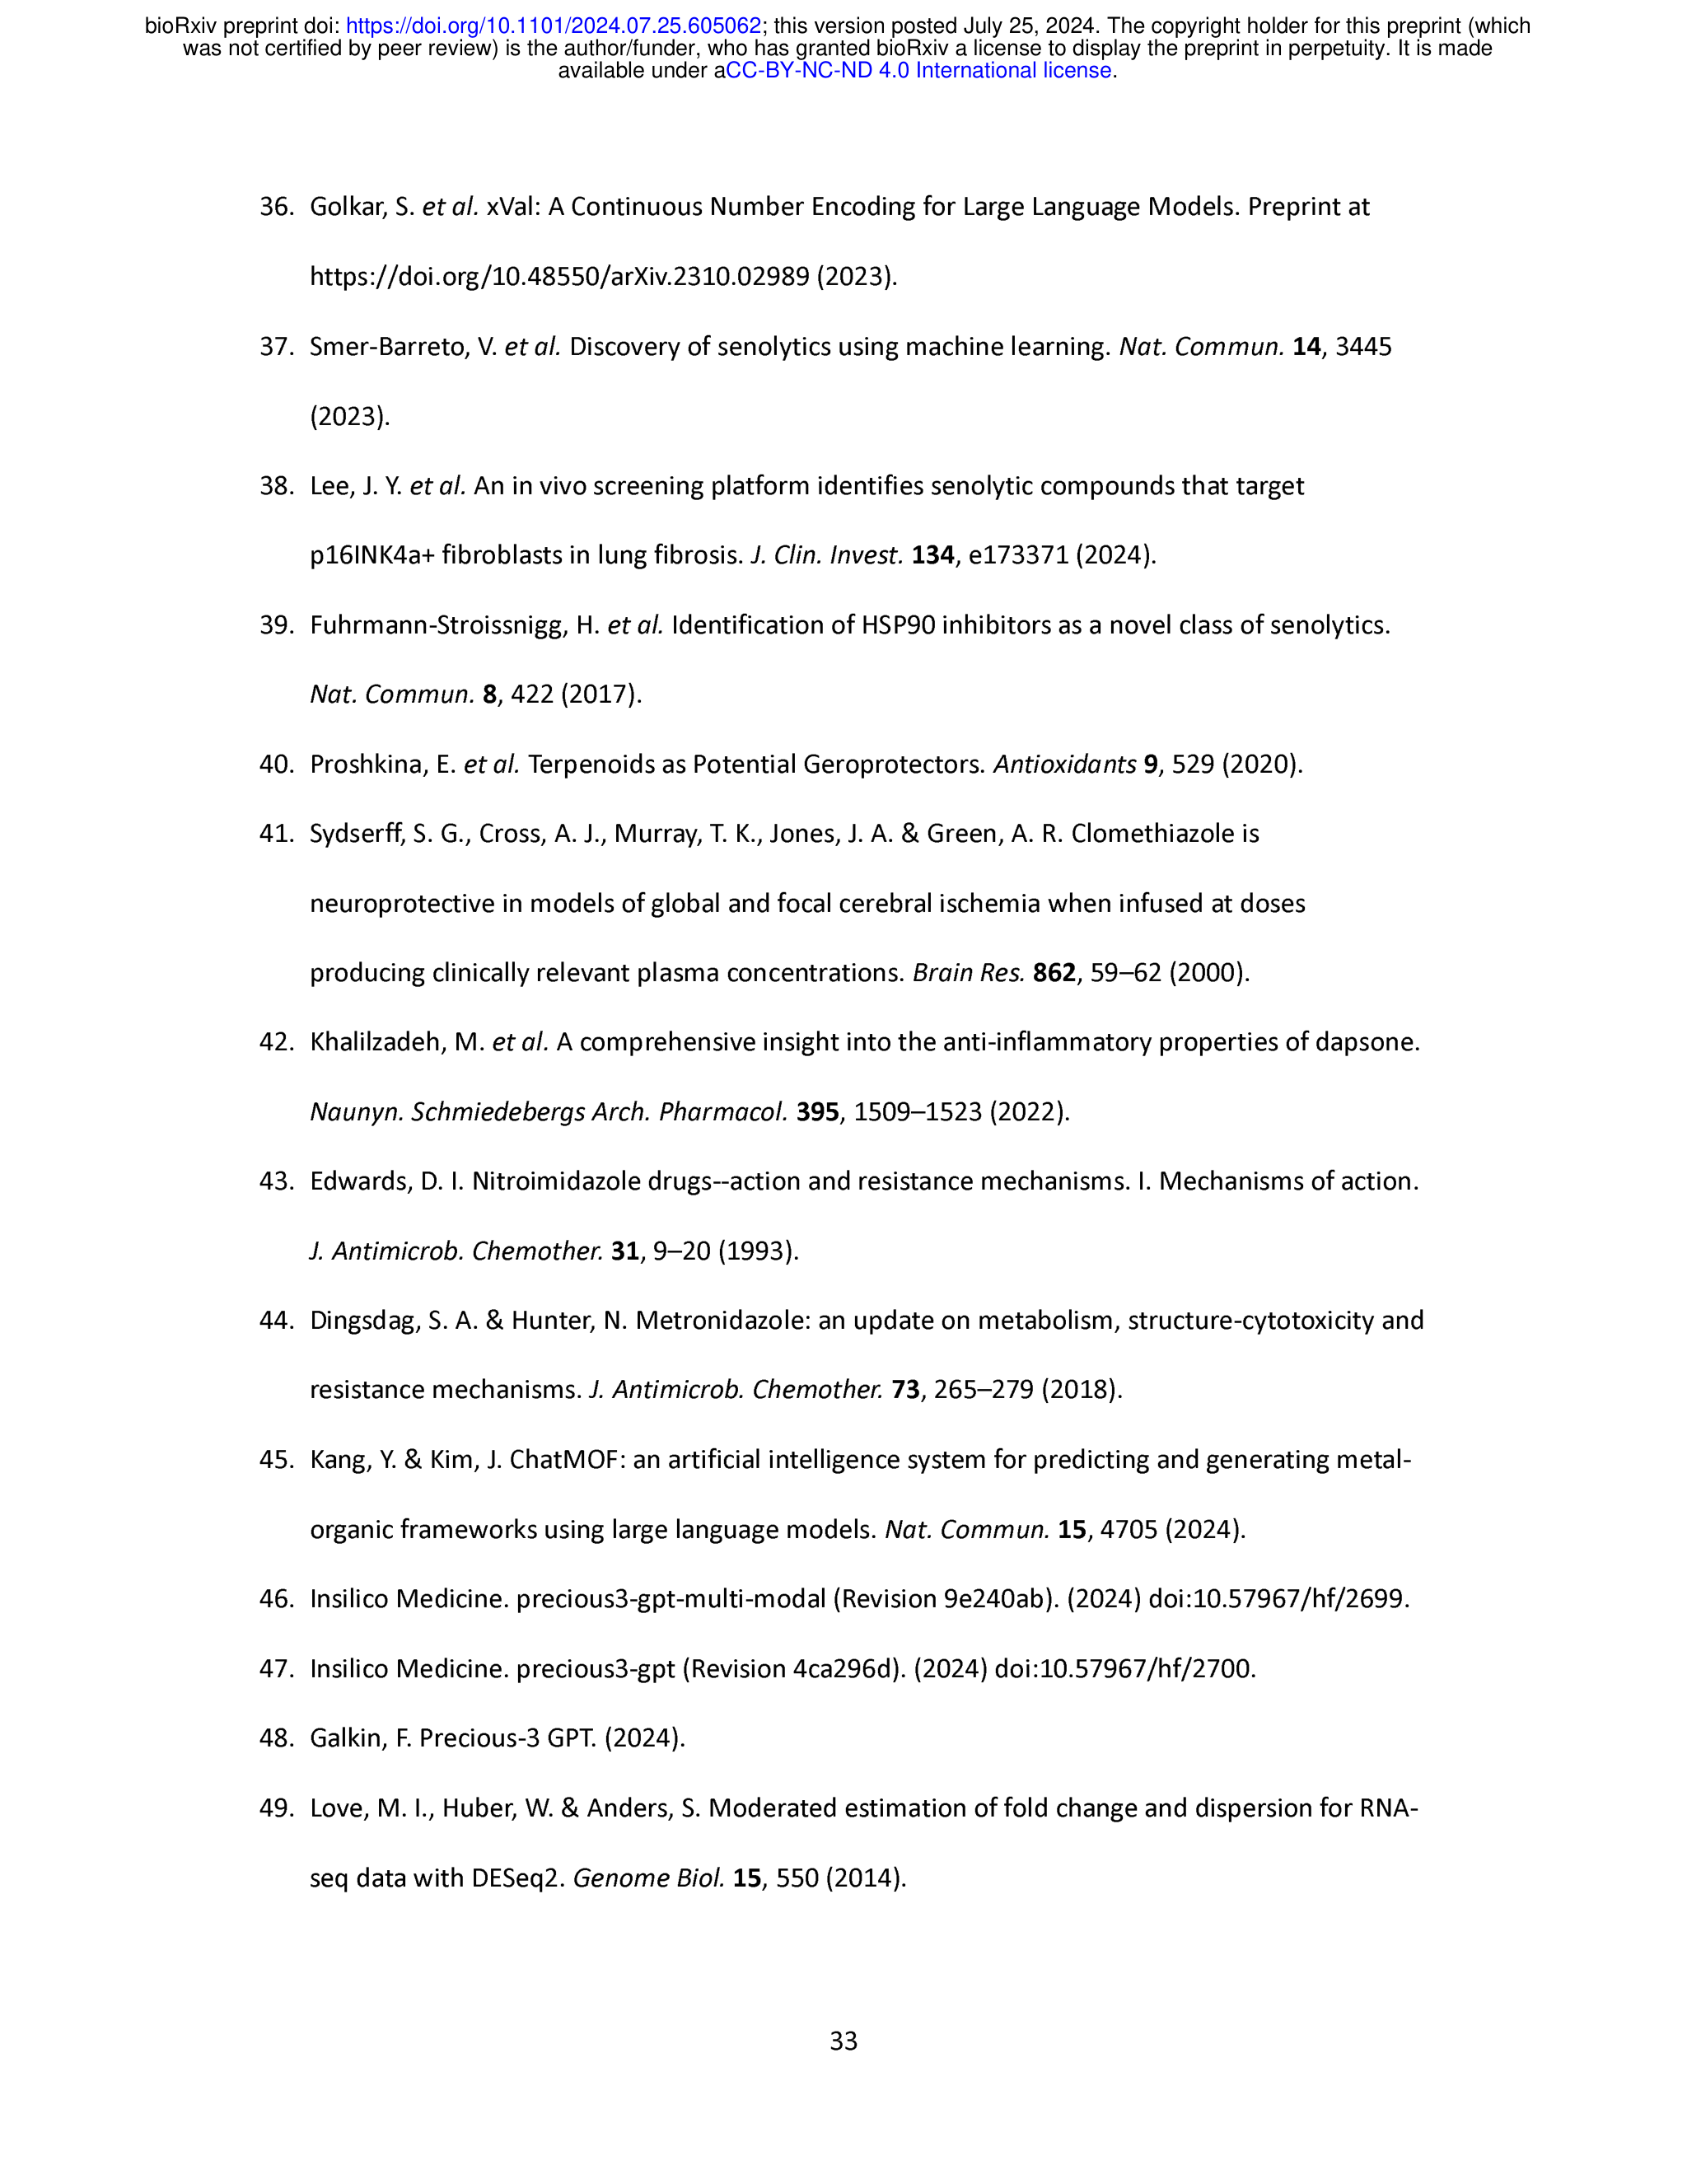 bioRxiv preprint doi: https://doi.org/10.1101/2024.07.25.605062; this version posted July 25, 2024. The copyright holder for this preprint (which
was not certified by peer review) is the author/funder, who has granted bioRxiv a license to display the preprint in perpetuity. It is made
available under aCC-BY-NC-ND 4.0 International license.
36. Golkar, S. et al. xVal: A Continuous Number Encoding for Large Language Models. Preprint at
https://doi.org/10.48550/arXiv.2310.02989 (2023).
37. Smer-Barreto, V. et al. Discovery of senolytics using machine learning. Nat. Commun. 14, 3445
(2023).
38. Lee, J. Y. et al. An in vivo screening platform identifies senolytic compounds that target
p16INK4a+ fibroblasts in lung fibrosis. J. Clin. Invest. 134, e173371 (2024).
39. Fuhrmann-Stroissnigg, H. et al. Identification of HSP90 inhibitors as a novel class of senolytics.
Nat. Commun. 8, 422 (2017).
40. Proshkina, E. et al. Terpenoids as Potential Geroprotectors. Antioxidants 9, 529 (2020).
41. Sydserff, S. G., Cross, A. J., Murray, T. K., Jones, J. A. & Green, A. R. Clomethiazole is
neuroprotective in models of global and focal cerebral ischemia when infused at doses
producing clinically relevant plasma concentrations. Brain Res. 862, 59–62 (2000).
42. Khalilzadeh, M. et al. A comprehensive insight into the anti-inflammatory properties of dapsone.
Naunyn. Schmiedebergs Arch. Pharmacol. 395, 1509–1523 (2022).
43. Edwards, D. I. Nitroimidazole drugs--action and resistance mechanisms. I. Mechanisms of action.
J. Antimicrob. Chemother. 31, 9–20 (1993).
44. Dingsdag, S. A. & Hunter, N. Metronidazole: an update on metabolism, structure-cytotoxicity and
resistance mechanisms. J. Antimicrob. Chemother. 73, 265–279 (2018).
45. Kang, Y. & Kim, J. ChatMOF: an artificial intelligence system for predicting and generating metal-
organic frameworks using large language models. Nat. Commun. 15, 4705 (2024).
46. Insilico Medicine. precious3-gpt-multi-modal (Revision 9e240ab). (2024) doi:10.57967/hf/2699.
47. Insilico Medicine. precious3-gpt (Revision 4ca296d). (2024) doi:10.57967/hf/2700.
48. Galkin, F. Precious-3 GPT. (2024).
49. Love, M. I., Huber, W. & Anders, S. Moderated estimation of fold change and dispersion for RNA-
seq data with DESeq2. Genome Biol. 15, 550 (2014).
33